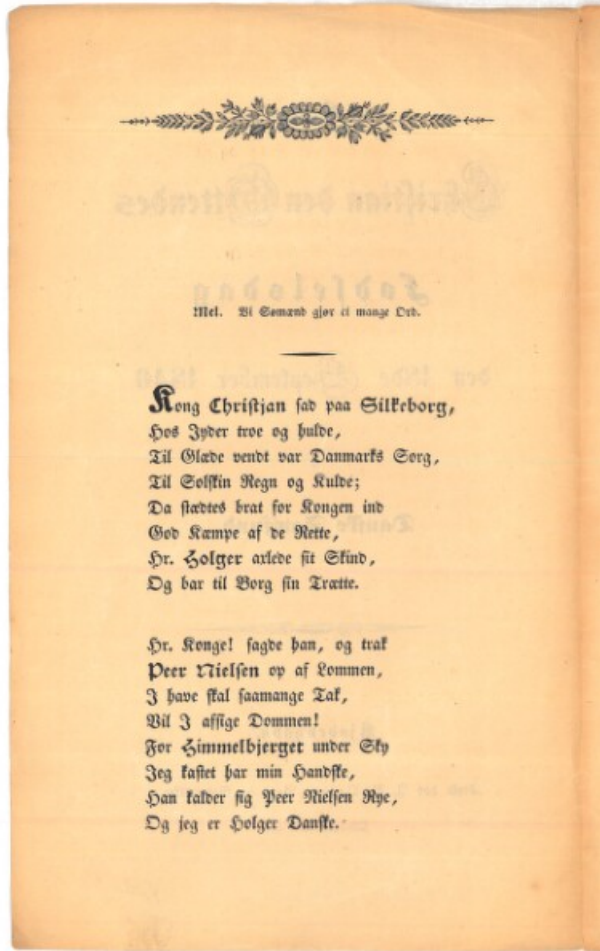 Mel. Vi Sømænd gjør ei mange Ord.
Kong Christjan sad paa Silkeborg,
Hos Jyder troe og hulde,
Til Glæde vendt var Danmarks Sorg,
Til Solskin Regn og Kulde;
Da stædtes brat for Kongen ind
God Kæmpe af de Rette,
Hr. Holger axlede sit Skind,
Og bar til Borg sin Trætte.
Hr. Konge! sagde han, og trak
Peer Nielsen op af Lommen,
I have skal saamange Tak,
Vil I afsige Dommen!
For Himmelbjerget under Sky
Jeg kastet har min Handske,
Han kalder sig Peer Nielsen Rye,
Og jeg er Holger Danske.